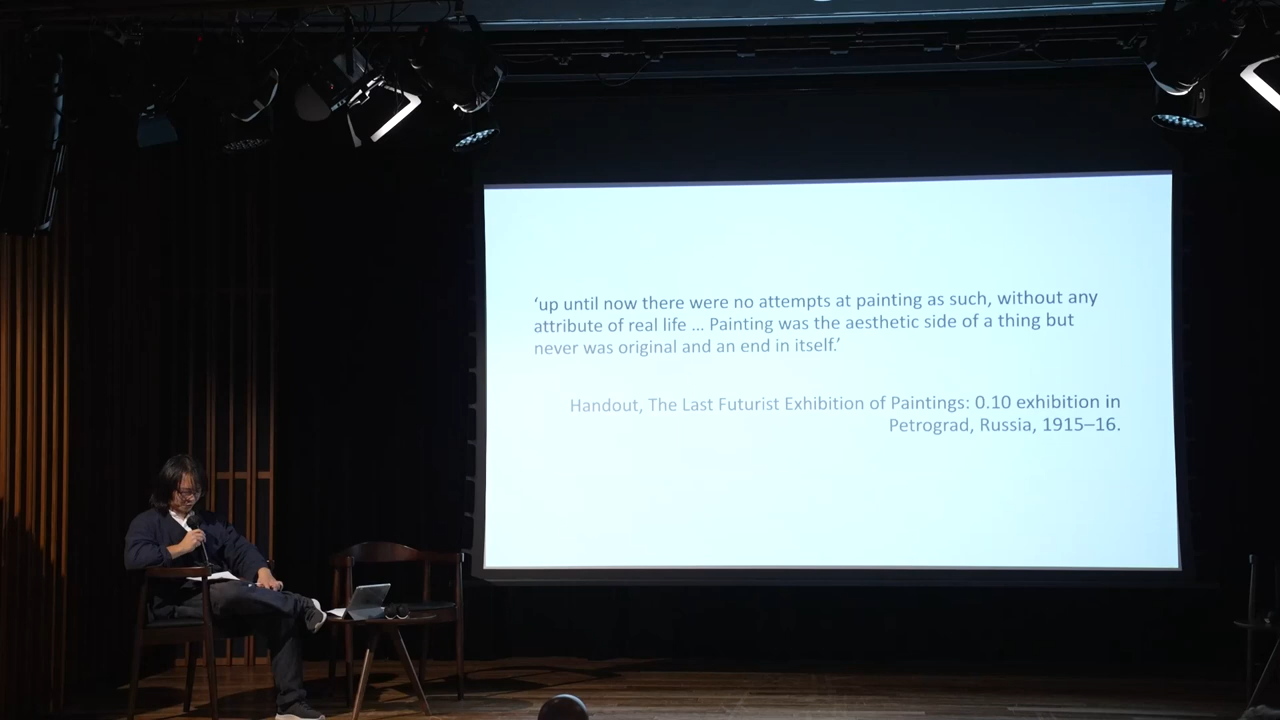 ‘up until now there were no attempts at painting as such, without any
attribute of real life ... Painting was the aesthetic side of a thing but
never was original and an end in itself.’
Handout, The Last Futurist Exhibition of Paintings: 0.10 exhibition in
Petrograd, Russia, 1915–16.